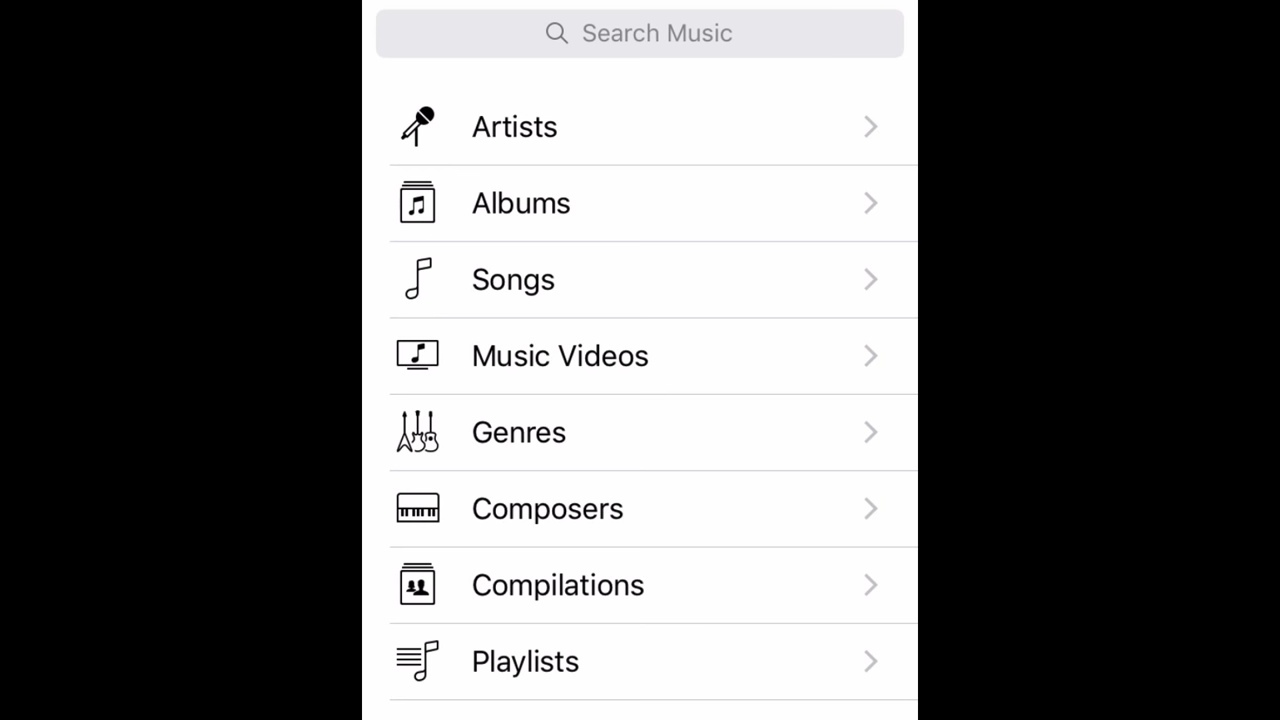 Search Music
Artists
Albums
Songs
Music Videos
Genres
Composers
Compilations
Playlists